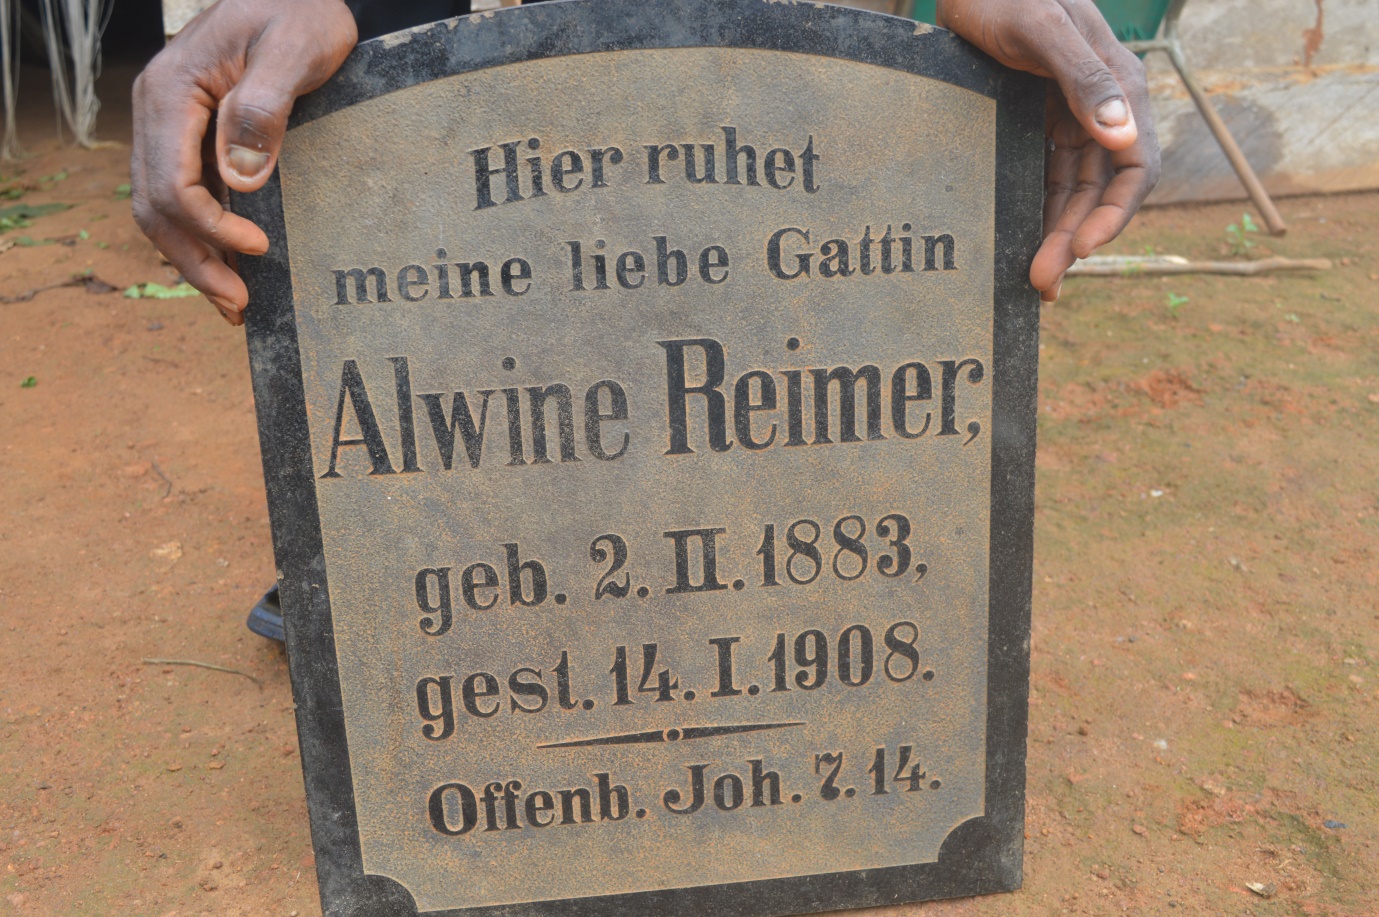 Hier ruhet
meine liebe Gattin
Alwine Reimer,
geb. 2. II. 1883,
gest. 14. I. 1908.
Offenb. Joh. 7. 14.